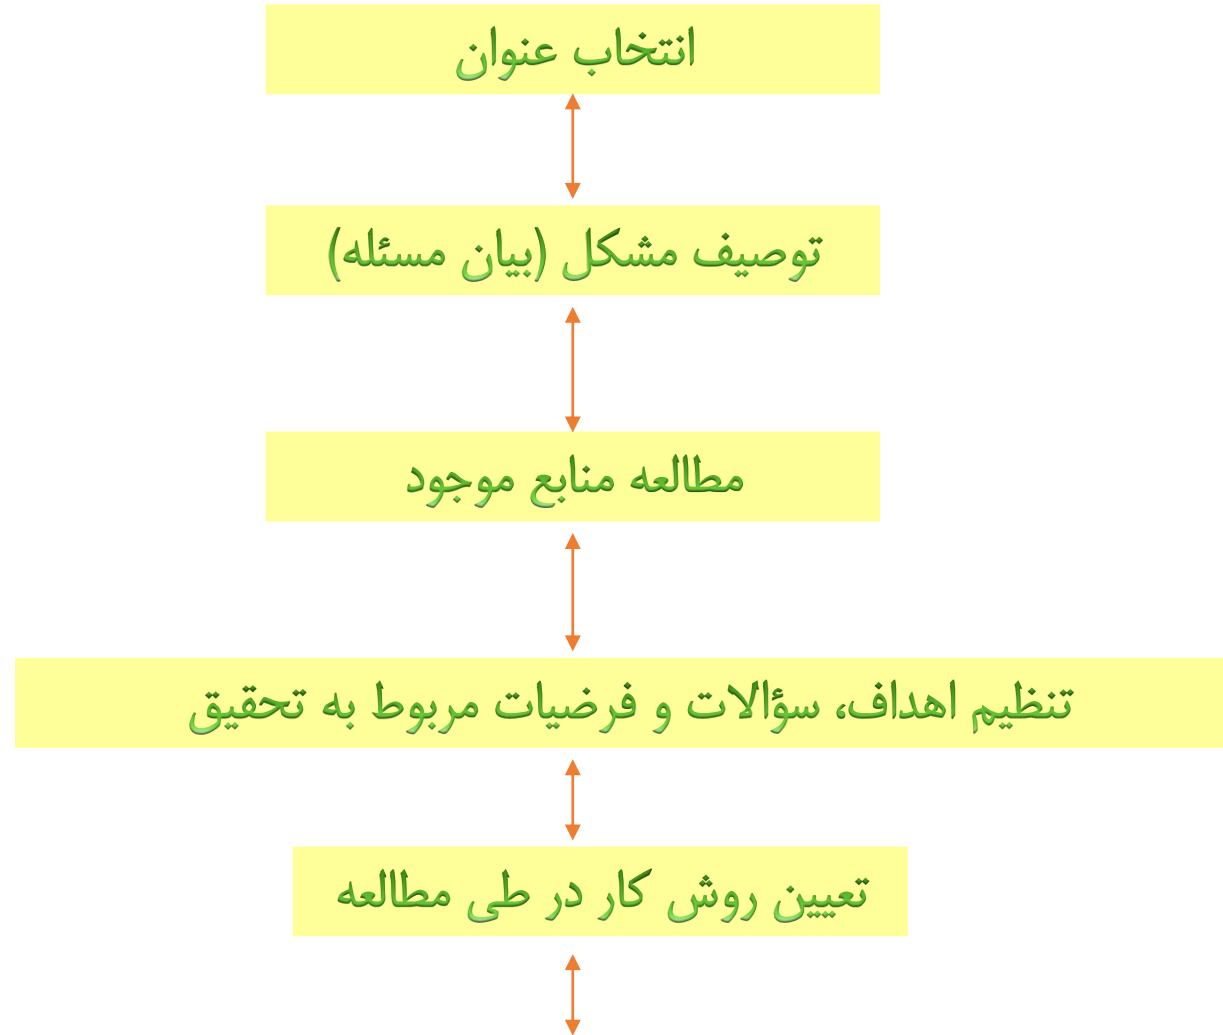 انتخاب عنوان
توصیف مشکل (بیان مسئله)
مطالعه منابع موجود
تنظیم اهداف، سؤالات و فرضیات مربوط به تحقیق
تعیین روش کار در طی مطالعه